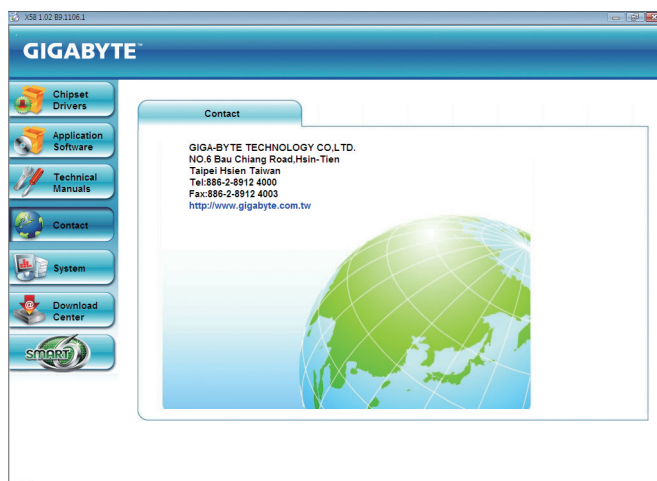 X58 1.02 B9.1106.1
GIGABYTE™
Chipset
Drivers
Application
Software
Technical
Manuals
Contact
System
Download
Center
SMART6
Contact
GIGA-BYTE TECHNOLOGY CO,LTD.
NO.6 Bau Chiang Road,Hsin-Tien
Taipei Hsien Taiwan
Tel:886-2-8912 4000
Fax:886-2-8912 4003
http://www.gigabyte.com.tw